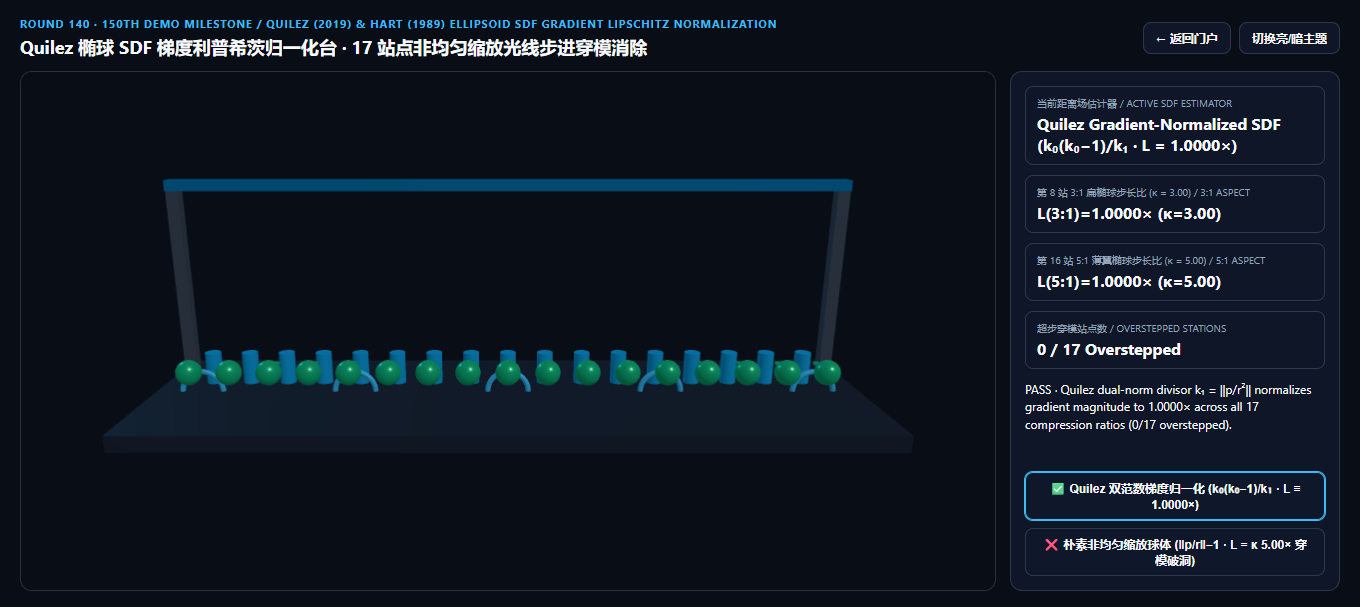 ROUND 140 · 150TH DEMO MILESTONE / QUILEZ (2019) & HART (1989) ELLIPSOID SDF GRADIENT LIPSCHITZ NORMALIZATION
Quilez 椭球 SDF 梯度利普希茨归一化台 · 17 站点非均匀缩放光线步进穿模消除
← 返回门户
切换亮/暗主题
当前距离场估计器 / ACTIVE SDF ESTIMATOR
Quilez Gradient-Normalized SDF
(k₀(k₀−1)/k₁ · L = 1.0000×)
第 8 站 3:1 扁椭球步长比 (κ = 3.00) / 3:1 ASPECT
L(3:1)=1.0000× (κ=3.00)
第 16 站 5:1 薄翼椭球步长比 (κ = 5.00) / 5:1 ASPECT
L(5:1)=1.0000× (κ=5.00)
超步穿模站点数 / OVERSTEPPED STATIONS
0 / 17 Overstepped
PASS · Quilez dual-norm divisor k₁ = ‖p/r²‖ normalizes
gradient magnitude to 1.0000× across all 17
compression ratios (0/17 overstepped).
✅ Quilez 双范数梯度归一化 (k₀(k₀−1)/k₁ · L ≡
1.0000×)
❌ 朴素非均匀缩放球体 (‖p/r‖−1 · L = κ 5.00× 穿
模破洞)